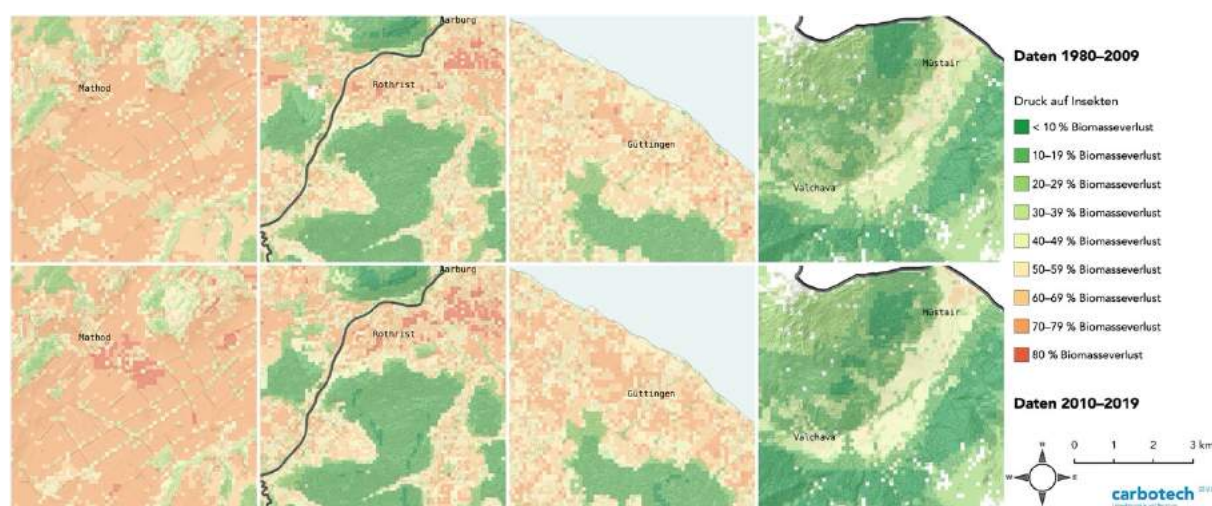 Aarburg
Mathod
Rothrist
Güttingen
Müstair
Valchava
Daten 1980–2009
Druck auf Insekten
< 10 % Biomasseverlust
10–19 % Biomasseverlust
20–29 % Biomasseverlust
30–39 % Biomasseverlust
40–49 % Biomasseverlust
50–59 % Biomasseverlust
60–69 % Biomasseverlust
70–79 % Biomasseverlust
80 % Biomasseverlust
Aarburg
Mathod
Rothrist
Güttingen
Müstair
Valchava
Daten 2010–2019
0 1 2 3 km
N
W E
carbotech